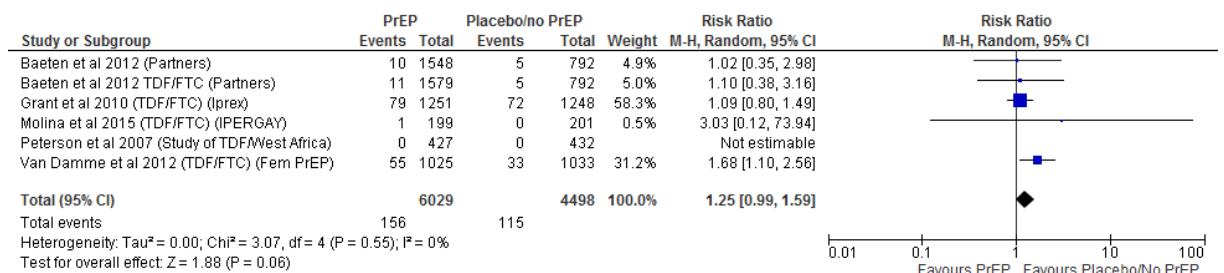 PrEP Placebo/no PrEP Risk Ratio Risk Ratio
Study or Subgroup Events Total Events Total Weight M-H, Random, 95% CI M-H, Random, 95% CI
Baeten et al 2012 (Partners) 10 1548 5 792 4.9% 1.02 [0.35, 2.98]
Baeten et al 2012 TDF/FTC (Partners) 11 1579 5 792 5.0% 1.10 [0.38, 3.16]
Grant et al 2010 (TDF/FTC) (Iprex) 79 1251 72 1248 58.3% 1.09 [0.80, 1.49]
Molina et al 2015 (TDF/FTC) (IPERGAY) 1 199 0 201 0.5% 3.03 [0.12, 73.94]
Peterson et al 2007 (Study of TDF/West Africa) 0 427 0 432 Not estimable
Van Damme et al 2012 (TDF/FTC) (Fem PrEP) 55 1025 33 1033 31.2% 1.68 [1.10, 2.56]
Total (95% CI) 6029 4498 100.0% 1.25 [0.99, 1.59]
Total events 156 115
Heterogeneity: Tau² = 0.00; Chi² = 3.07, df = 4 (P = 0.55); I² = 0%
Test for overall effect: Z = 1.88 (P = 0.06)
0.01 0.1 1 10 100
Favours PrEP Favours Placebo/No PrEP